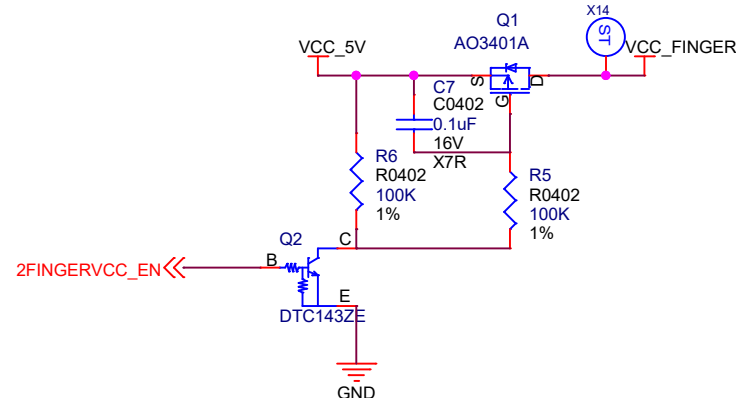 X14
Q1
ST
AO3401A
VCC_5V
VCC_FINGER
S
D
G
C7
C0402
0.1uF
16V
X7R
R6
R0402
100K
1%
R5
R0402
100K
1%
Q2
C
B
2FINGERVCC_EN
E
DTC143ZE
GND